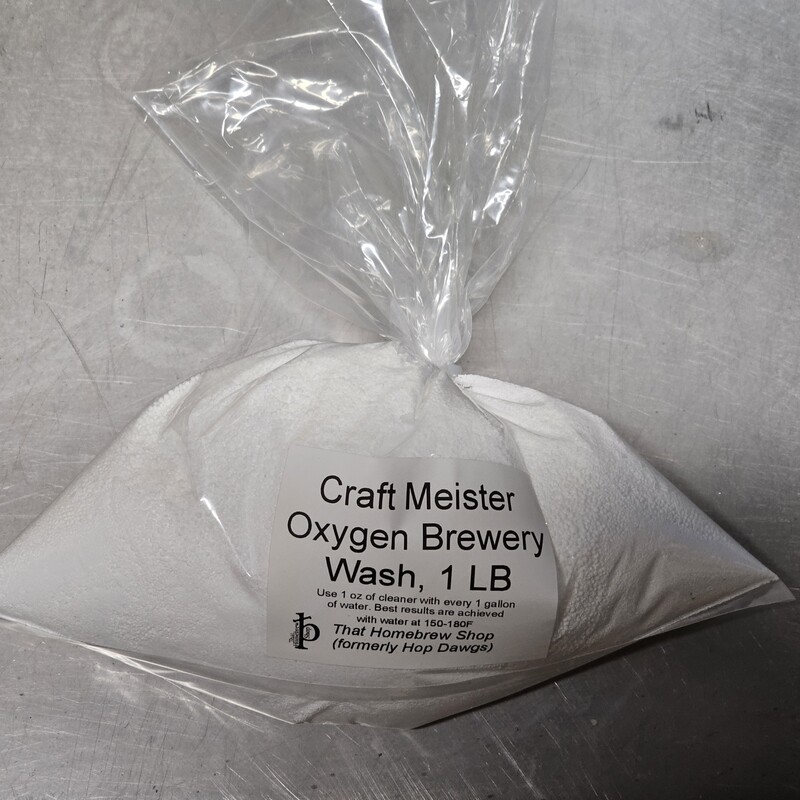 Craft Meister
Oxygen Brewery
Wash, 1 LB
Use 1 oz of cleaner with every 1 gallon
of water. Best results are achieved
with water at 150-180F
That Homebrew Shop
(formerly Hop Dawgs)